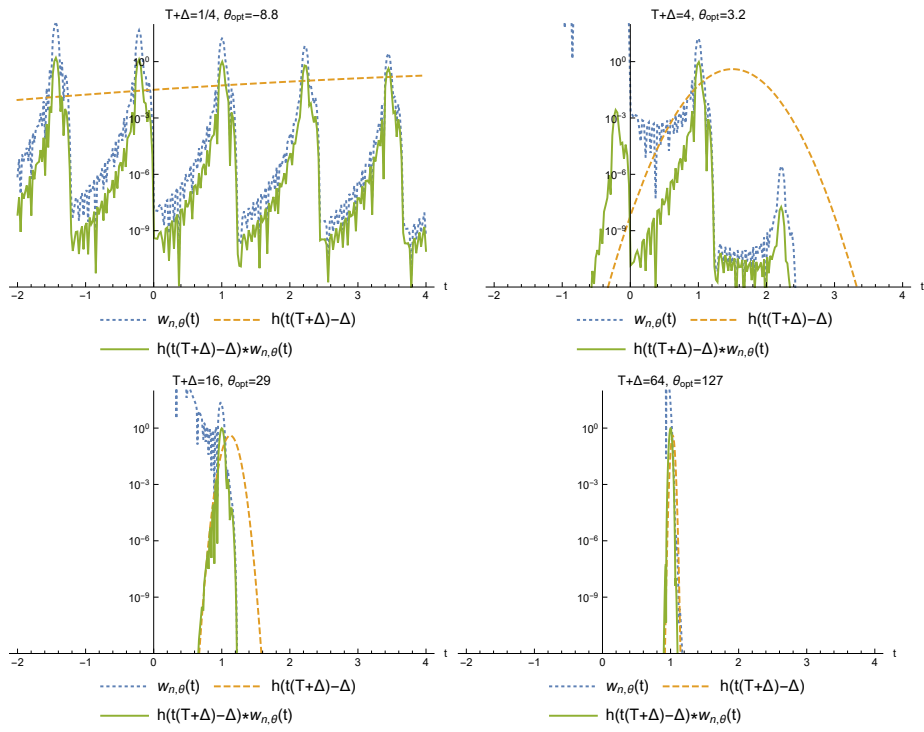 T+Δ=1/4, θopt=−8.8
10^0
10^-3
10^-6
10^-9
−2 −1 0 1 2 3 4 t
w_{n,θ}(t) h(t(T+Δ)−Δ)
h(t(T+Δ)−Δ)*w_{n,θ}(t)
T+Δ=4, θopt=3.2
10^0
10^-3
10^-6
10^-9
−2 −1 0 1 2 3 4 t
w_{n,θ}(t) h(t(T+Δ)−Δ)
h(t(T+Δ)−Δ)*w_{n,θ}(t)
T+Δ=16, θopt=29
10^0
10^-3
10^-6
10^-9
−2 −1 0 1 2 3 4 t
w_{n,θ}(t) h(t(T+Δ)−Δ)
h(t(T+Δ)−Δ)*w_{n,θ}(t)
T+Δ=64, θopt=127
10^0
10^-3
10^-6
10^-9
−2 −1 0 1 2 3 4 t
w_{n,θ}(t) h(t(T+Δ)−Δ)
h(t(T+Δ)−Δ)*w_{n,θ}(t)